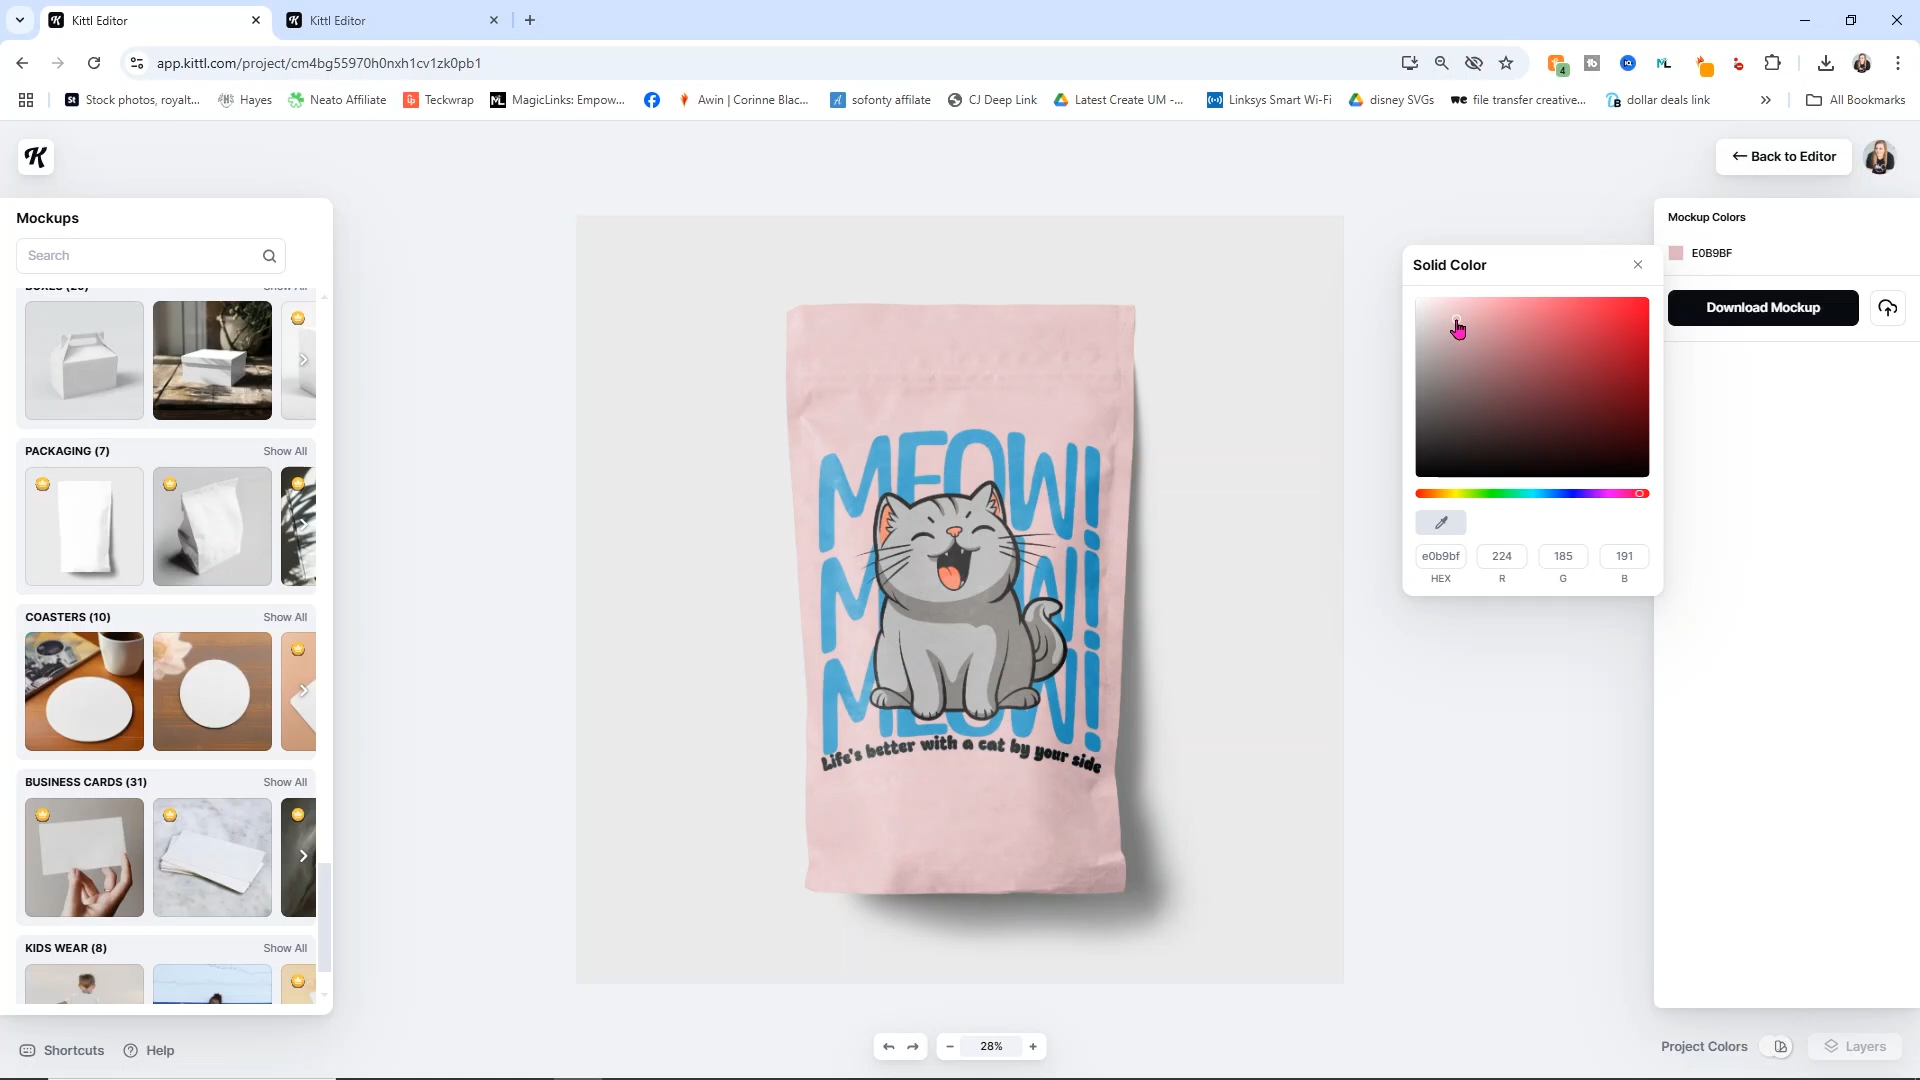 Kittl Editor
Kittl Editor
app.kittl.com/project/cm4bg55970h0nxh1cv1zk0pb1
4
Stock photos, royalt...
Hayes
Neato Affiliate
Teckwrap
MagicLinks: Empow...
Awin | Corinne Blac...
sofonty affilate
CJ Deep Link
Latest Create UM -...
Linksys Smart Wi-Fi
disney SVGs
file transfer creative...
dollar deals link
All Bookmarks
K
Back to Editor
Mockups
Search
Show All
PACKAGING (7)
Show All
COASTERS (10)
Show All
BUSINESS CARDS (31)
Show All
KIDS WEAR (8)
Show All
MEOW!
MEOW!
MEOW!
Life's better with a cat by your side
Solid Color
e0b9bf
224
185
191
HEX
R
G
B
Mockup Colors
E0B9BF
Download Mockup
Shortcuts
Help
28%
Project Colors
Layers